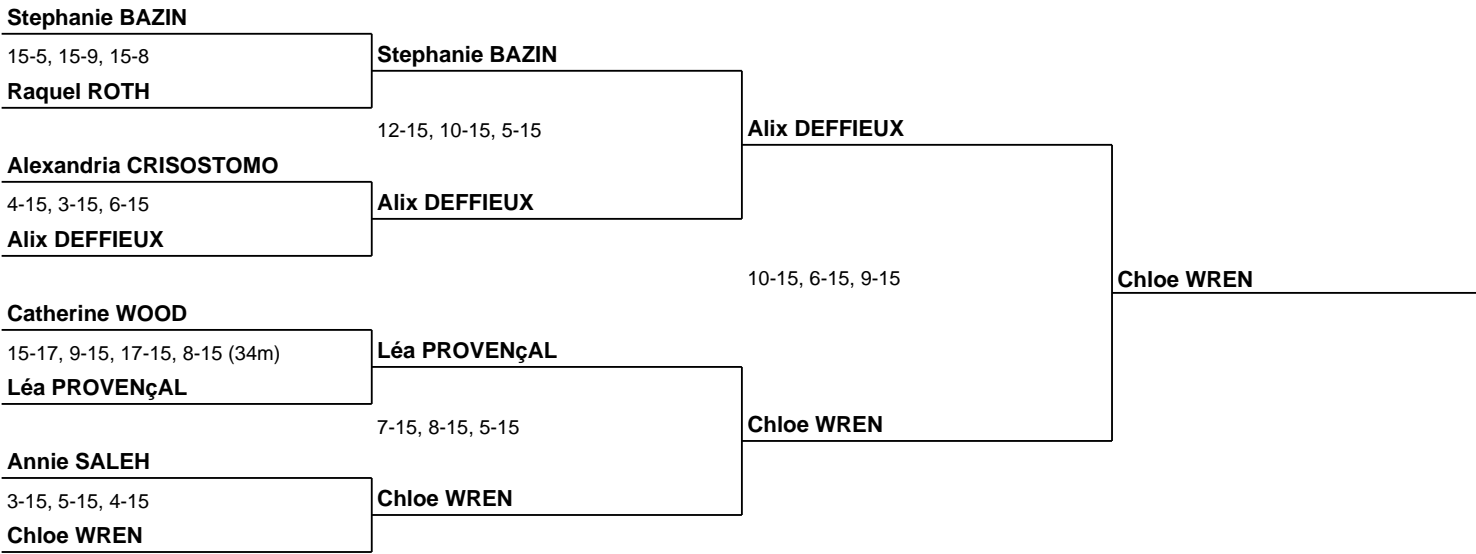 Stephanie BAZIN
15-5, 15-9, 15-8
Stephanie BAZIN
Raquel ROTH
12-15, 10-15, 5-15
Alix DEFFIEUX
Alexandria CRISOSTOMO
4-15, 3-15, 6-15
Alix DEFFIEUX
Alix DEFFIEUX
10-15, 6-15, 9-15
Chloe WREN
Catherine WOOD
15-17, 9-15, 17-15, 8-15 (34m)
Léa PROVENçAL
Léa PROVENçAL
7-15, 8-15, 5-15
Chloe WREN
Annie SALEH
3-15, 5-15, 4-15
Chloe WREN
Chloe WREN